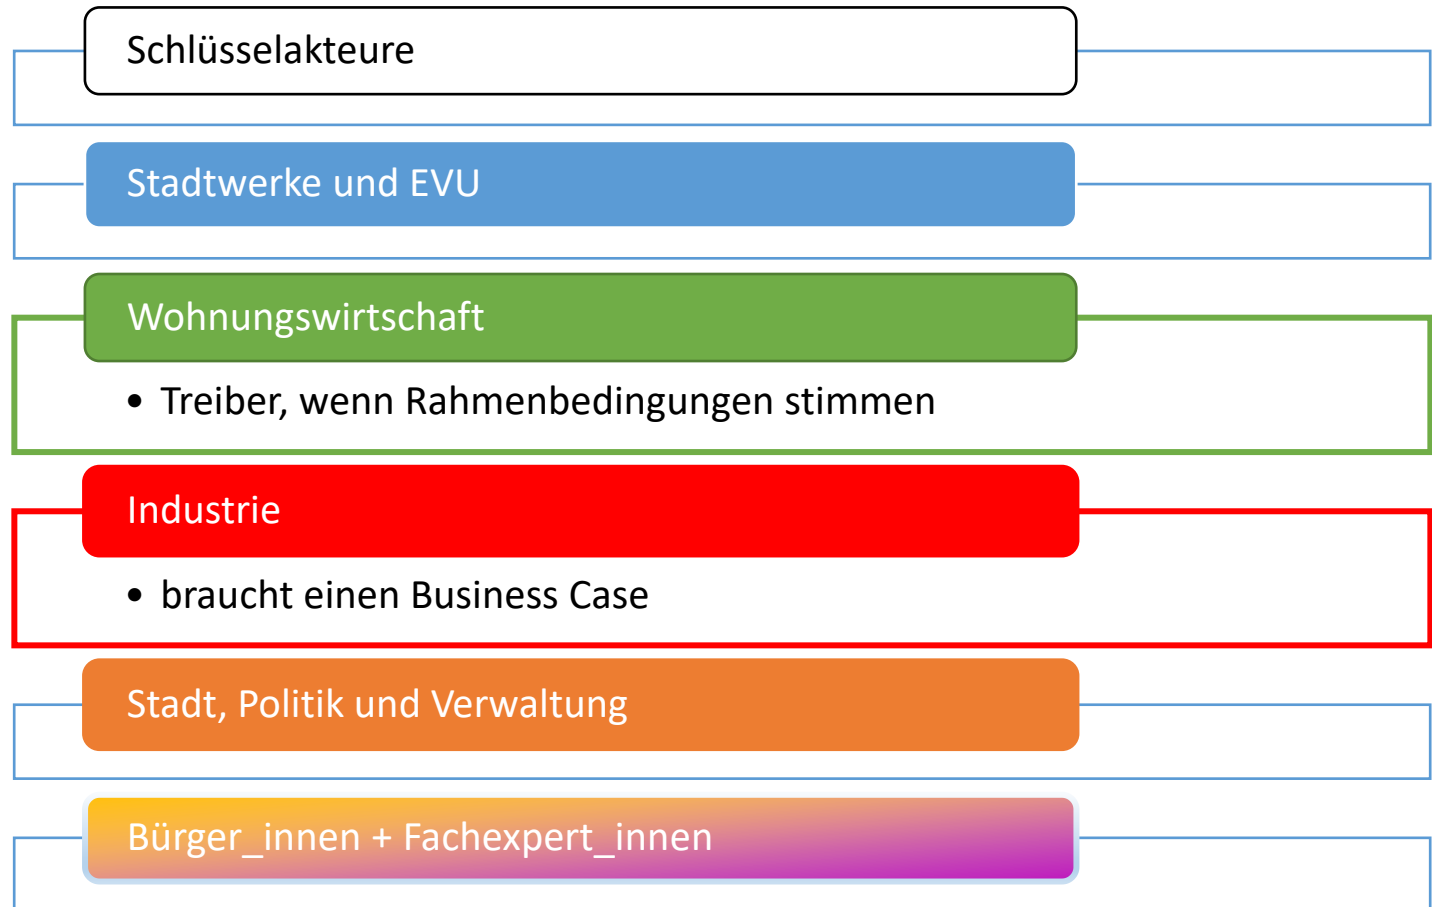 Schlüsselakteure
Stadtwerke und EVU
Wohnungswirtschaft
• Treiber, wenn Rahmenbedingungen stimmen
Industrie
• braucht einen Business Case
Stadt, Politik und Verwaltung
Bürger_innen + Fachexpert_innen